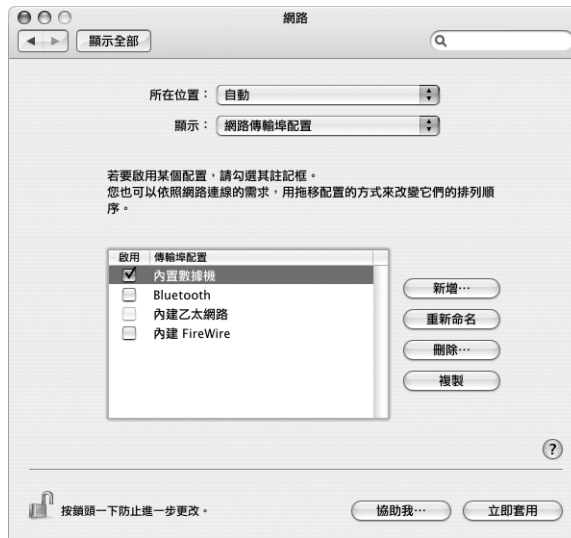 網路
顯示全部
所在位置： 自動
顯示： 網路傳輸埠配置
若要啟用某個配置，請勾選其註記框。
您也可以依照網路連線的需求，用拖移配置的方式來改變它們的排列順
序。
啟用 傳輸埠配置
內置數據機
Bluetooth
內建乙太網路
內建 FireWire
新增…
重新命名
刪除…
複製
?
按鎖頭一下防止進一步更改。
協助我…
立即套用